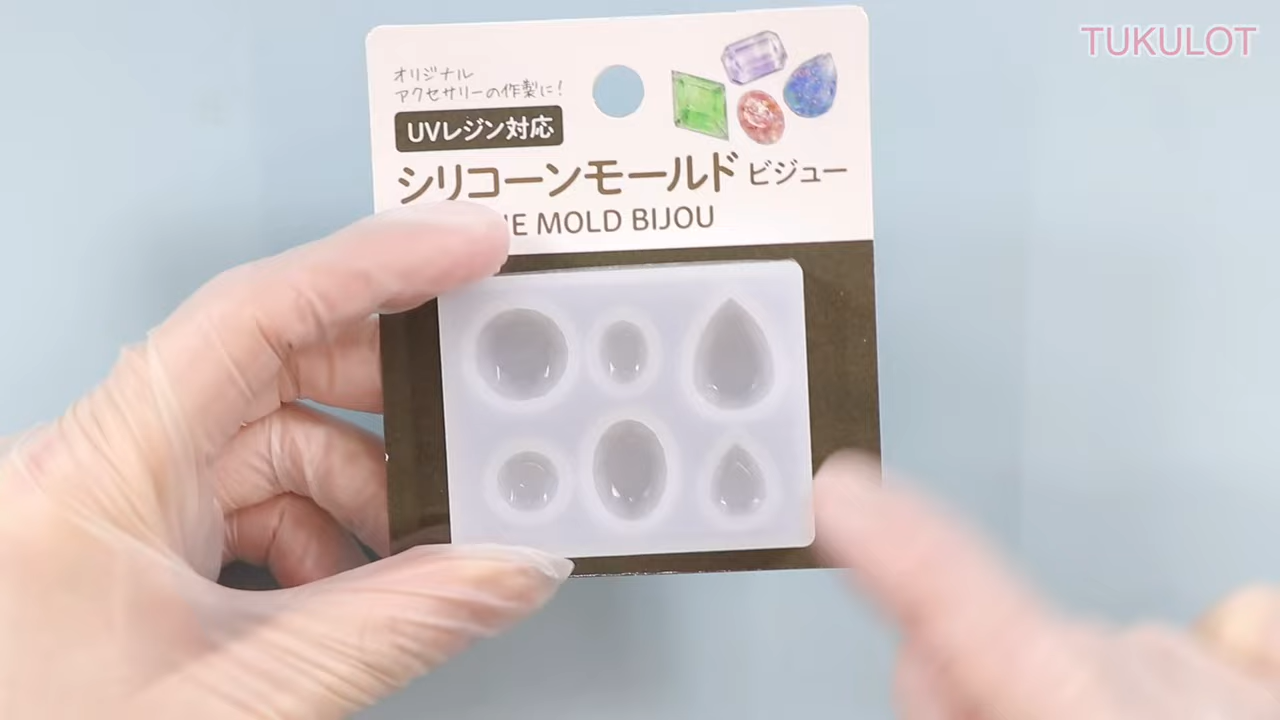 TUKULOT
オリジナル
アクセサリーの作製に!
UVレジン対応
シリコーンモールド ビジュー
MOLD BIJOU